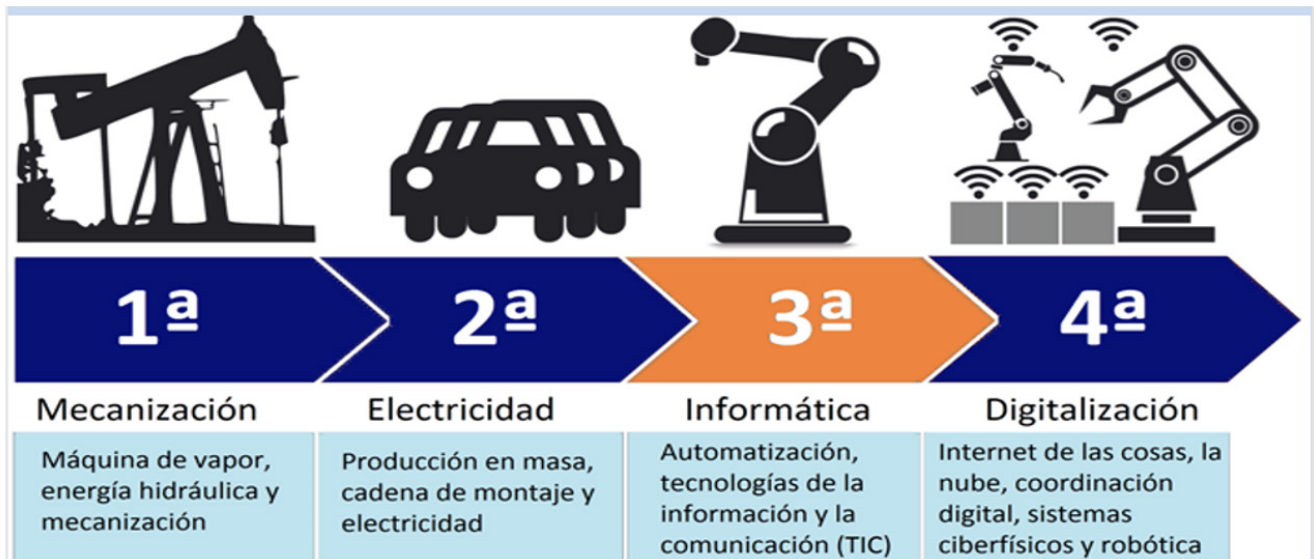 1ª
2ª
3ª
4ª
Mecanización
Electricidad
Informática
Digitalización
Máquina de vapor,
energía hidráulica y
mecanización
Producción en masa,
cadena de montaje y
electricidad
Automatización,
tecnologías de la
información y la
comunicación (TIC)
Internet de las cosas, la
nube, coordinación
digital, sistemas
ciberfísicos y robótica